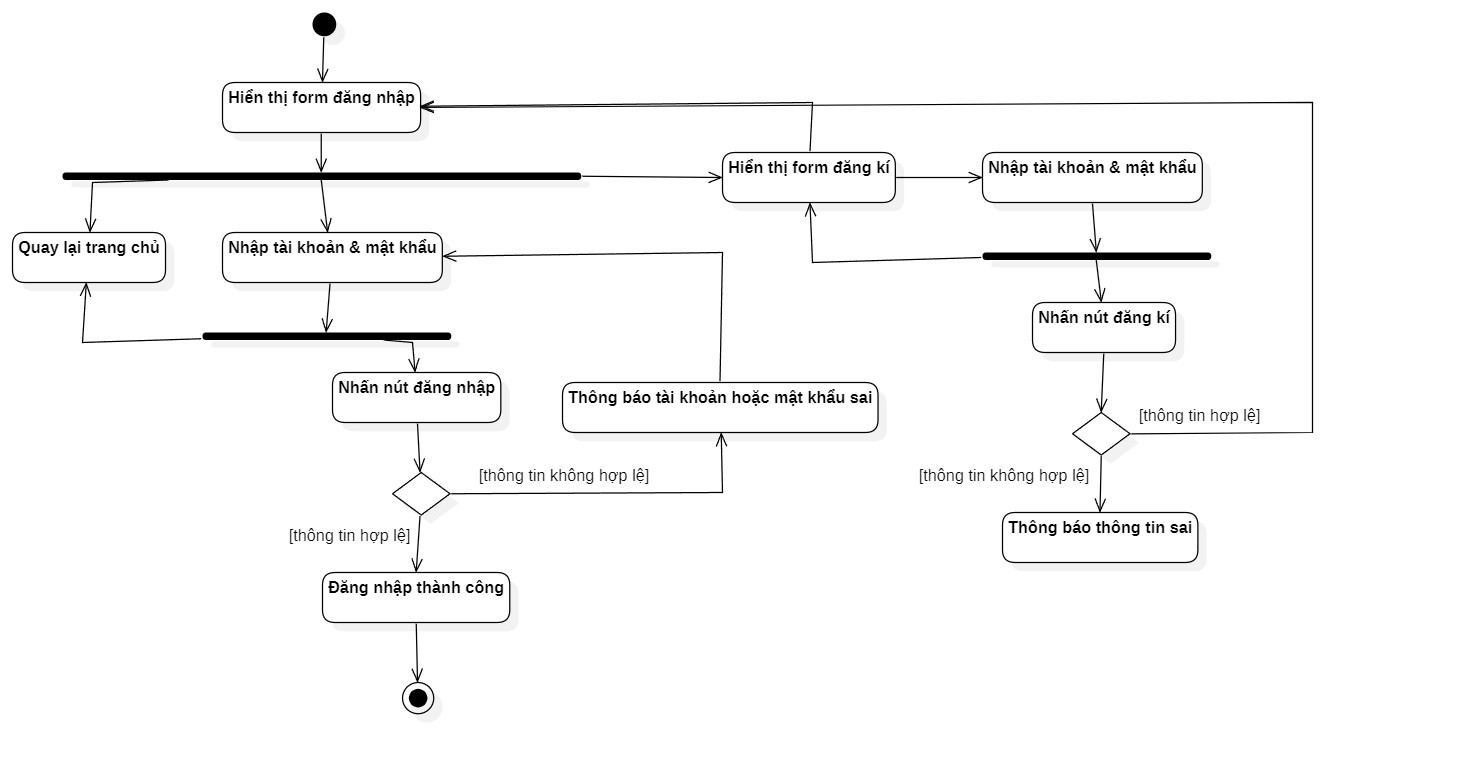 Hiển thị form đăng nhập
Hiển thị form đăng kí
Nhập tài khoản & mật khẩu
Quay lại trang chủ
Nhập tài khoản & mật khẩu
Nhấn nút đăng kí
Nhấn nút đăng nhập
Thông báo tài khoản hoặc mật khẩu sai
[thông tin hợp lệ]
[thông tin không hợp lệ]
[thông tin không hợp lệ]
[thông tin hợp lệ]
Thông báo thông tin sai
Đăng nhập thành công